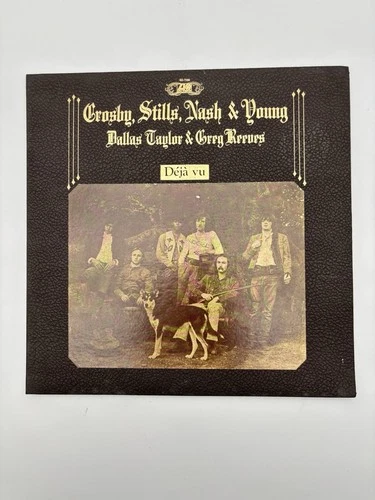 Crosby, Stills, Nash & Young
Dallas Taylor & Greg Reeves
Déjà vu